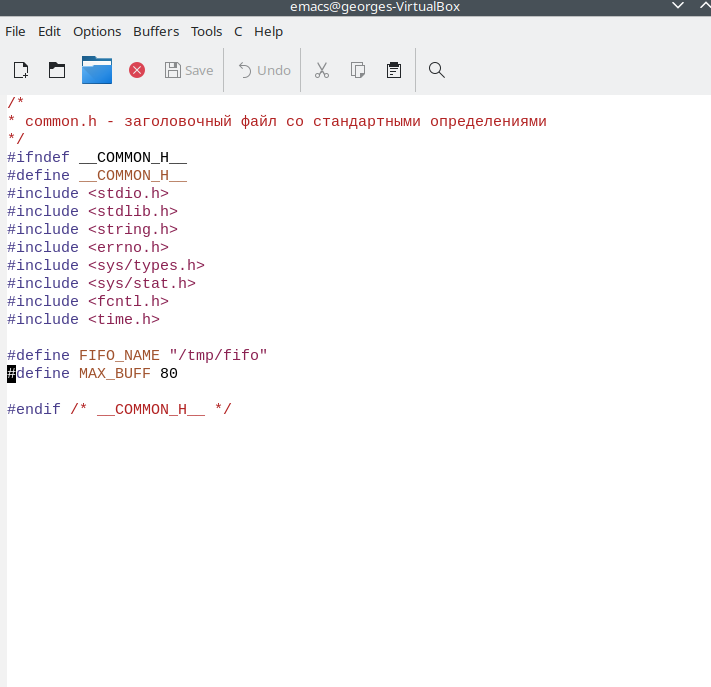 emacs@georges-VirtualBox
File Edit Options Buffers Tools C Help
Save Undo
/*
* common.h - заголовочный файл со стандартными определениями
*/
#ifndef __COMMON_H__
#define __COMMON_H__
#include <stdio.h>
#include <stdlib.h>
#include <string.h>
#include <errno.h>
#include <sys/types.h>
#include <sys/stat.h>
#include <fcntl.h>
#include <time.h>
#define FIFO_NAME "/tmp/fifo"
#define MAX_BUFF 80
#endif /* __COMMON_H__ */